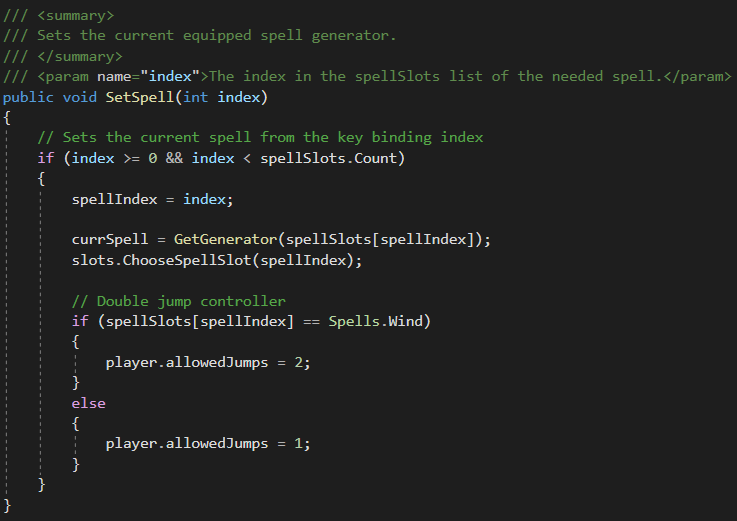 /// <summary>
/// Sets the current equipped spell generator.
/// </summary>
/// <param name="index">The index in the spellSlots list of the needed spell.</param>
public void SetSpell(int index)
{
    // Sets the current spell from the key binding index
    if (index >= 0 && index < spellSlots.Count)
    {
        spellIndex = index;

        currSpell = GetGenerator(spellSlots[spellIndex]);
        slots.ChooseSpellSlot(spellIndex);

        // Double jump controller
        if (spellSlots[spellIndex] == Spells.Wind)
        {
            player.allowedJumps = 2;
        }
        else
        {
            player.allowedJumps = 1;
        }
    }
}